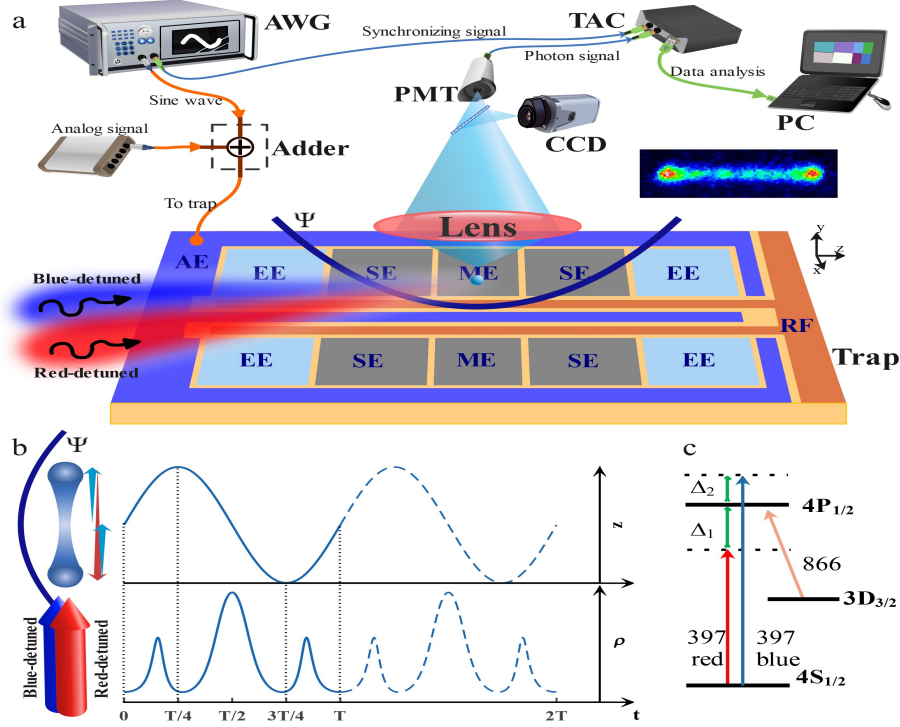 a
AWG
Synchronizing signal
TAC
Photon signal
Data analysis
PMT
PC
Sine wave
CCD
Analog signal
Adder
To trap
Ψ
Lens
y
z
x
AE
EE
SE
ME
SE
EE
Blue-detuned
Red-detuned
RF
Trap
EE
SE
ME
SE
EE
b
Ψ
z
Blue-detuned
Red-detuned
ρ
0
T/4
T/2
3T/4
T
2T
t
c
Δ2
4P1/2
Δ1
866
3D3/2
397
red
397
blue
4S1/2